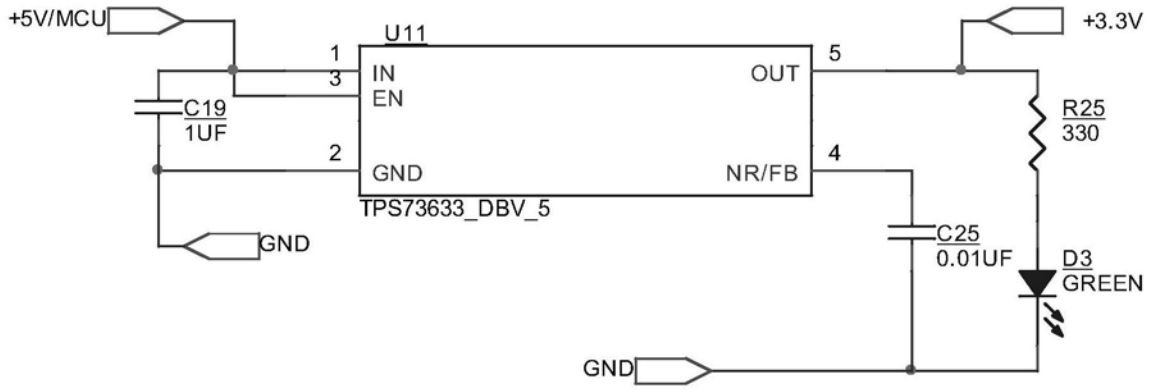 +5V/MCU
+3.3V
U11
1
5
IN
OUT
3
EN
C19
1UF
R25
330
2
4
GND
NR/FB
TPS73633_DBV_5
GND
C25
0.01UF
D3
GREEN
GND